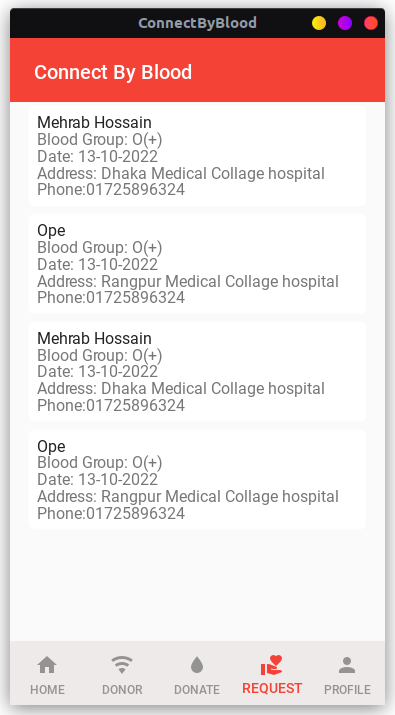 ConnectByBlood
Connect By Blood
Mehrab Hossain
Blood Group: O(+)
Date: 13-10-2022
Address: Dhaka Medical Collage hospital
Phone:01725896324
Ope
Blood Group: O(+)
Date: 13-10-2022
Address: Rangpur Medical Collage hospital
Phone:01725896324
Mehrab Hossain
Blood Group: O(+)
Date: 13-10-2022
Address: Dhaka Medical Collage hospital
Phone:01725896324
Ope
Blood Group: O(+)
Date: 13-10-2022
Address: Rangpur Medical Collage hospital
Phone:01725896324
HOME DONOR DONATE REQUEST PROFILE